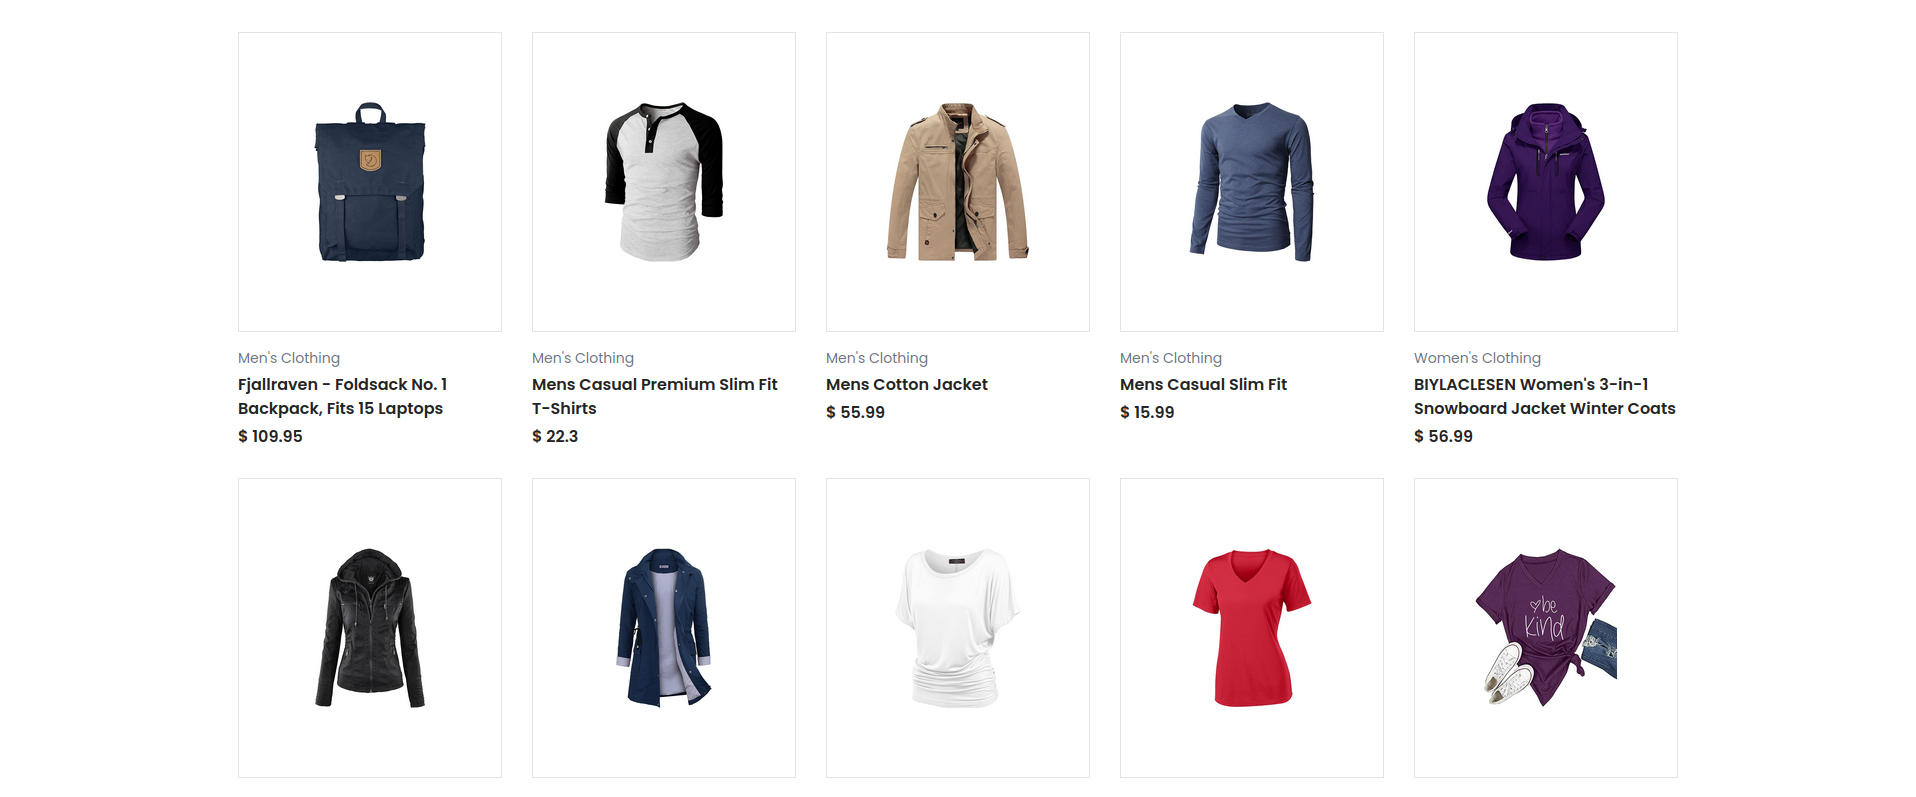 Men's Clothing
Fjallraven - Foldsack No. 1
Backpack, Fits 15 Laptops
$ 109.95
Men's Clothing
Mens Casual Premium Slim Fit
T-Shirts
$ 22.3
Men's Clothing
Mens Cotton Jacket
$ 55.99
Men's Clothing
Mens Casual Slim Fit
$ 15.99
Women's Clothing
BIYLACLESEN Women's 3-in-1
Snowboard Jacket Winter Coats
$ 56.99
be
kind